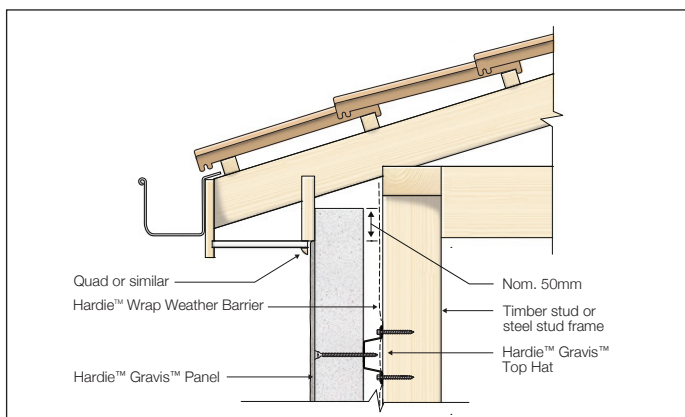 Quad or similar
Hardie™ Wrap Weather Barrier
Hardie™ Gravis™ Panel
Nom. 50mm
Timber stud or
steel stud frame
Hardie™ Gravis™
Top Hat